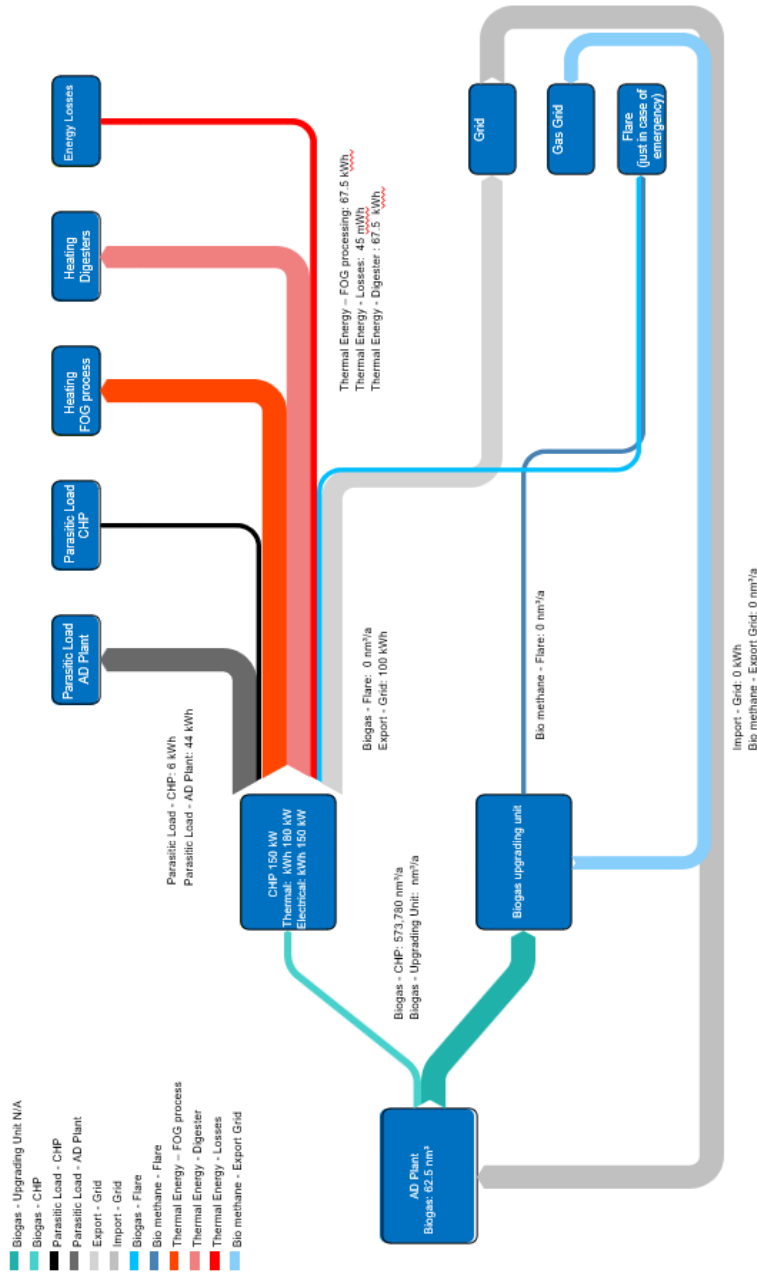 Biogas - Upgrading Unit N/A
Biogas - CHP
Parasitic Load - CHP
Parasitic Load - AD Plant
Export - Grid
Import - Grid
Biogas - Flare
Bio methane - Flare
Thermal Energy – FOG process
Thermal Energy - Digester
Thermal Energy - Losses
Bio methane - Export Grid
Parasitic Load
AD Plant
Parasitic Load
CHP
Heating
FOG process
Heating
Digesters
Energy Losses
Parasitic Load - CHP: 6 kWh
Parasitic Load - AD Plant: 44 kWh
CHP 150 kW
Thermal: kWh 180 kW
Electrical: kWh 150 kW
Thermal Energy – FOG processing: 67.5 kWh
Thermal Energy - Losses: 45 mWh
Thermal Energy - Digester : 67.5 kWh
Biogas - Flare: 0 nm³/a
Export - Grid: 100 kWh
Biogas - CHP: 573,780 nm³/a
Biogas - Upgrading Unit: nm³/a
AD Plant
Biogas: 62.5 nm³
Biogas upgrading unit
Bio methane - Flare: 0 nm³/a
Grid
Gas Grid
Flare
(just in case of
emergency)
Import - Grid: 0 kWh
Bio methane - Export Grid: 0 nm³/a